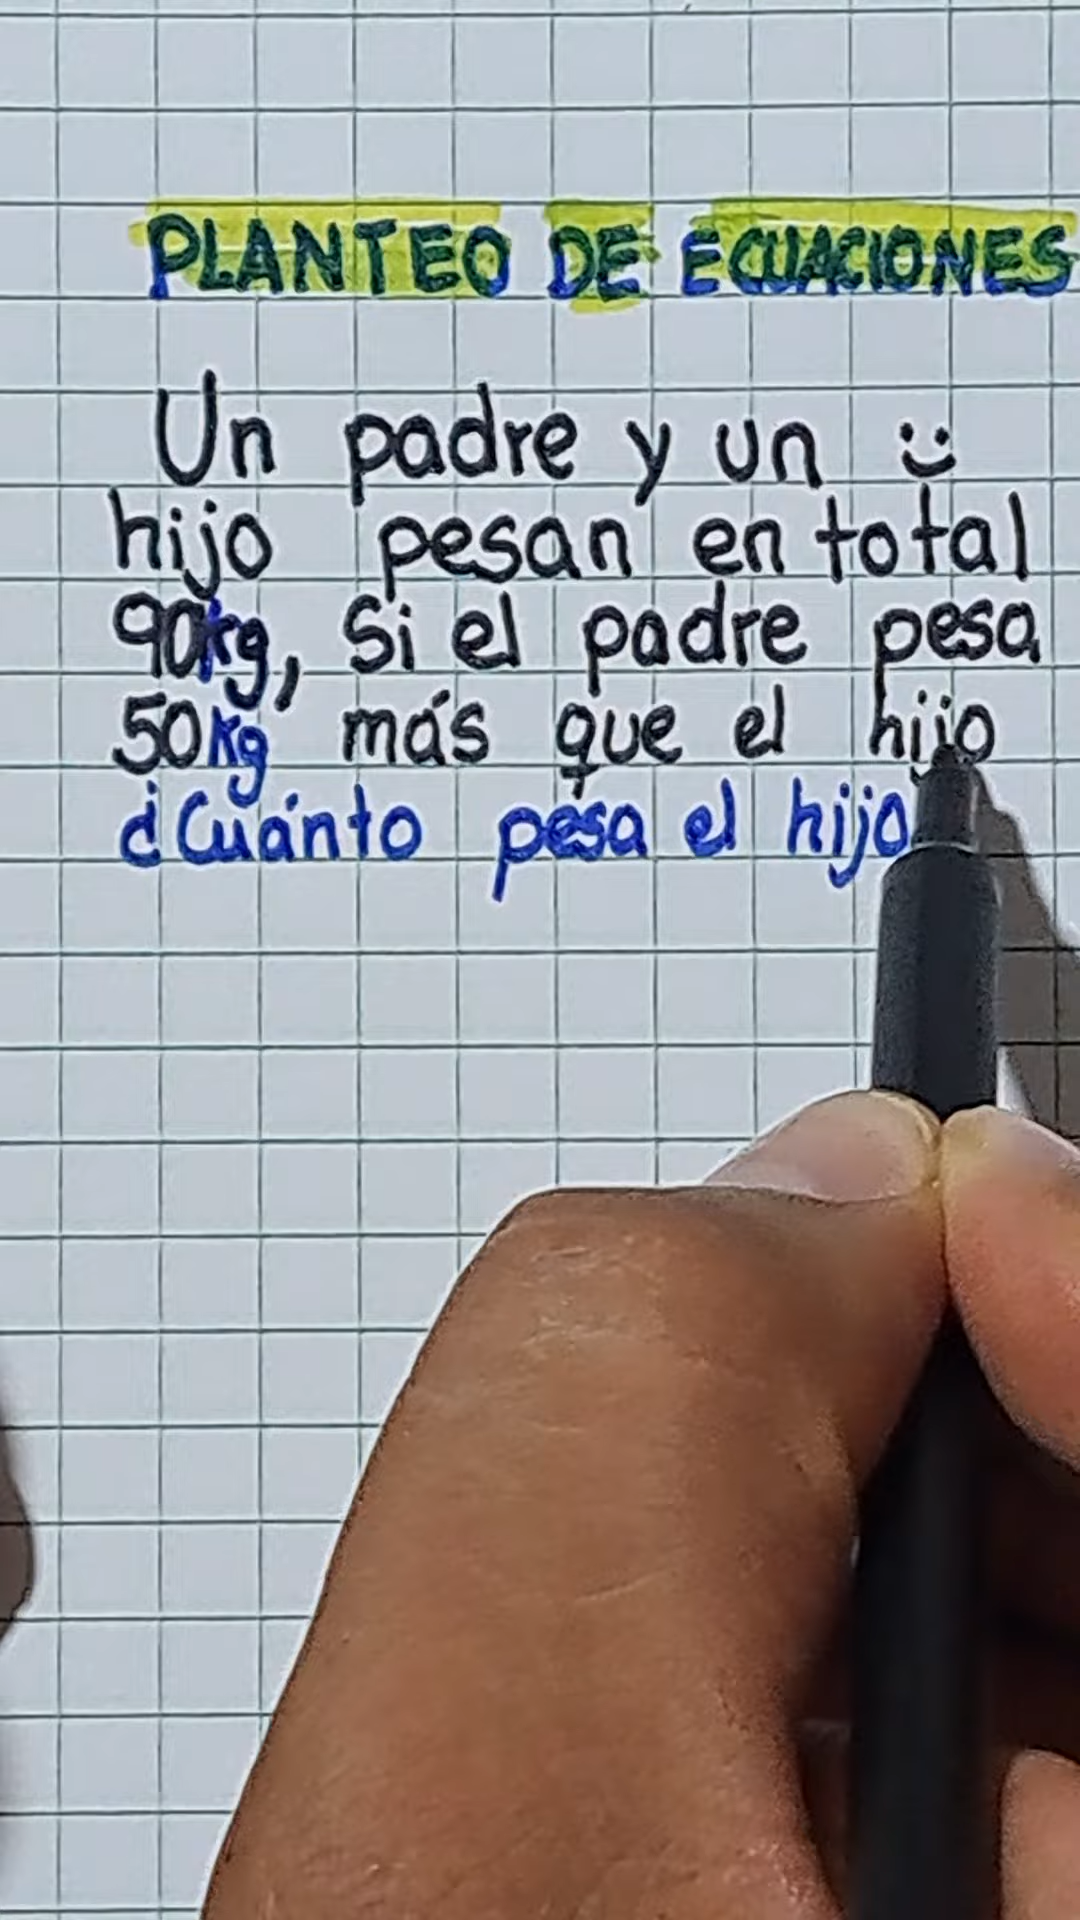 PLANTEO DE ECUACIONES
Un padre y un
hijo pesan en total
90kg, Si el padre pesa
50kg más que el hijo
¿Cuánto pesa el hijo